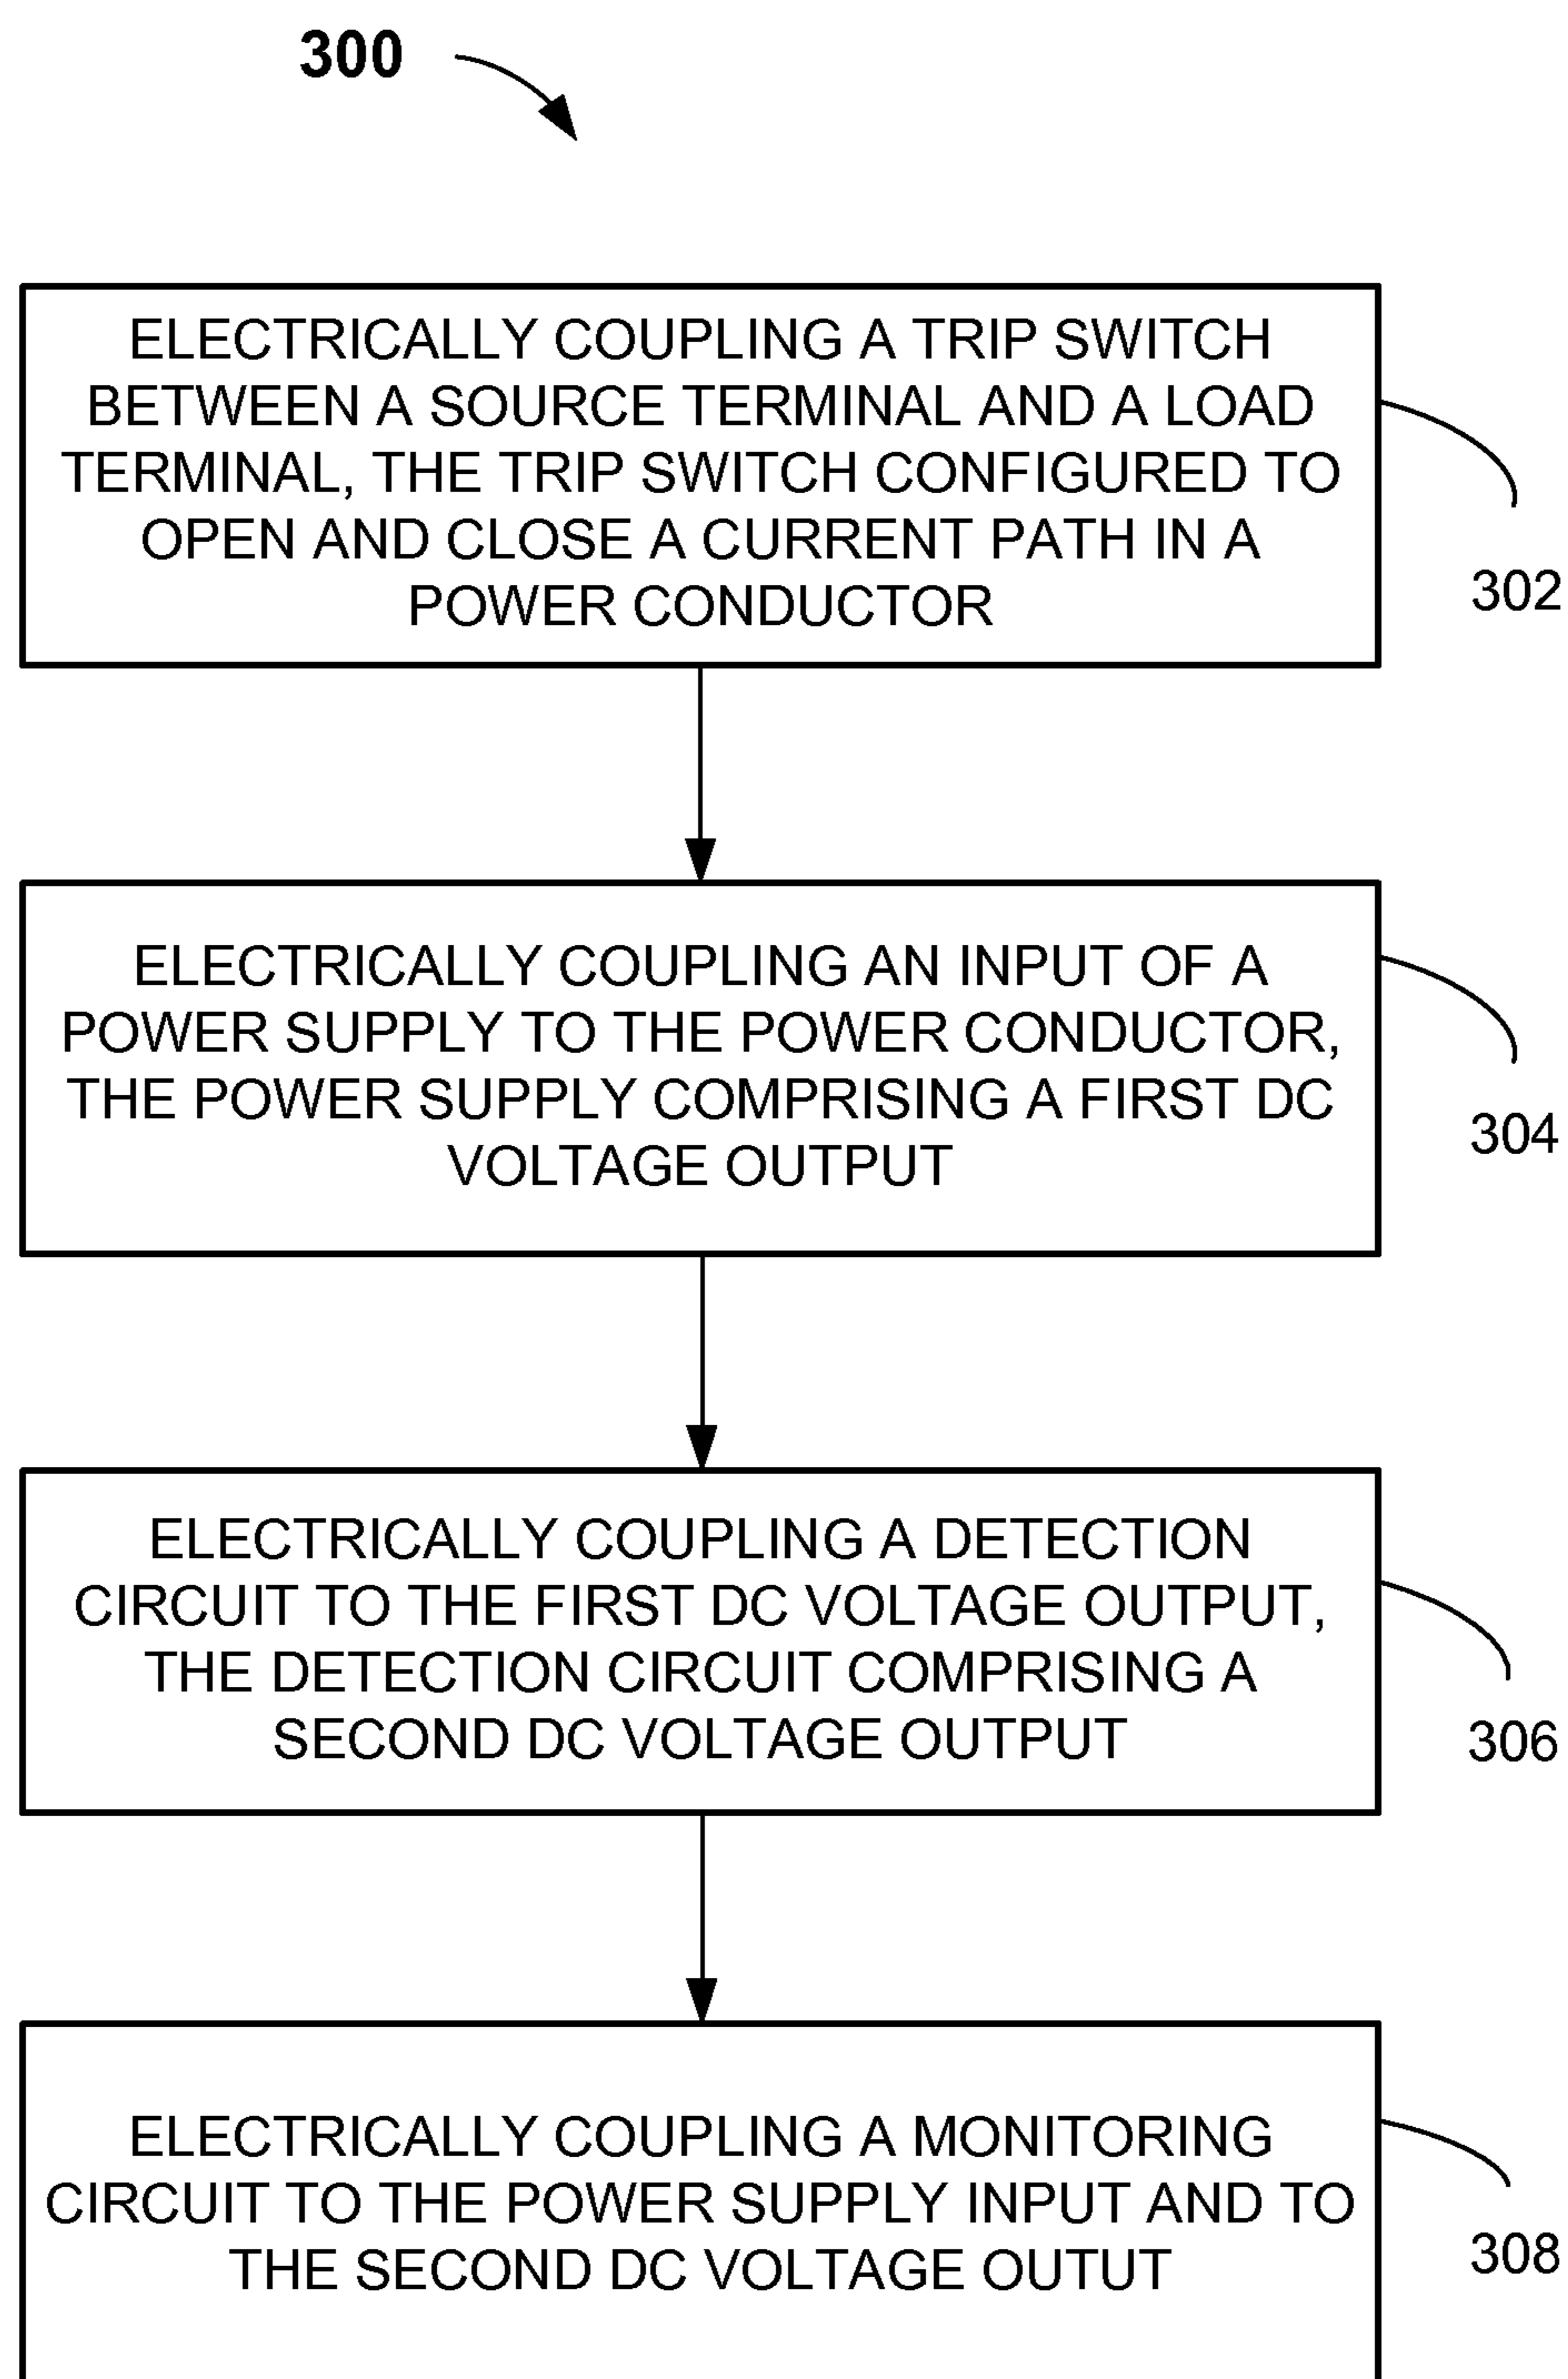 300
ELECTRICALLY COUPLING A TRIP SWITCH
BETWEEN A SOURCE TERMINAL AND A LOAD
TERMINAL, THE TRIP SWITCH CONFIGURED TO
OPEN AND CLOSE A CURRENT PATH IN A
POWER CONDUCTOR
302
ELECTRICALLY COUPLING AN INPUT OF A
POWER SUPPLY TO THE POWER CONDUCTOR,
THE POWER SUPPLY COMPRISING A FIRST DC
VOLTAGE OUTPUT
304
ELECTRICALLY COUPLING A DETECTION
CIRCUIT TO THE FIRST DC VOLTAGE OUTPUT,
THE DETECTION CIRCUIT COMPRISING A
SECOND DC VOLTAGE OUTPUT
306
ELECTRICALLY COUPLING A MONITORING
CIRCUIT TO THE POWER SUPPLY INPUT AND TO
THE SECOND DC VOLTAGE OUTUT
308